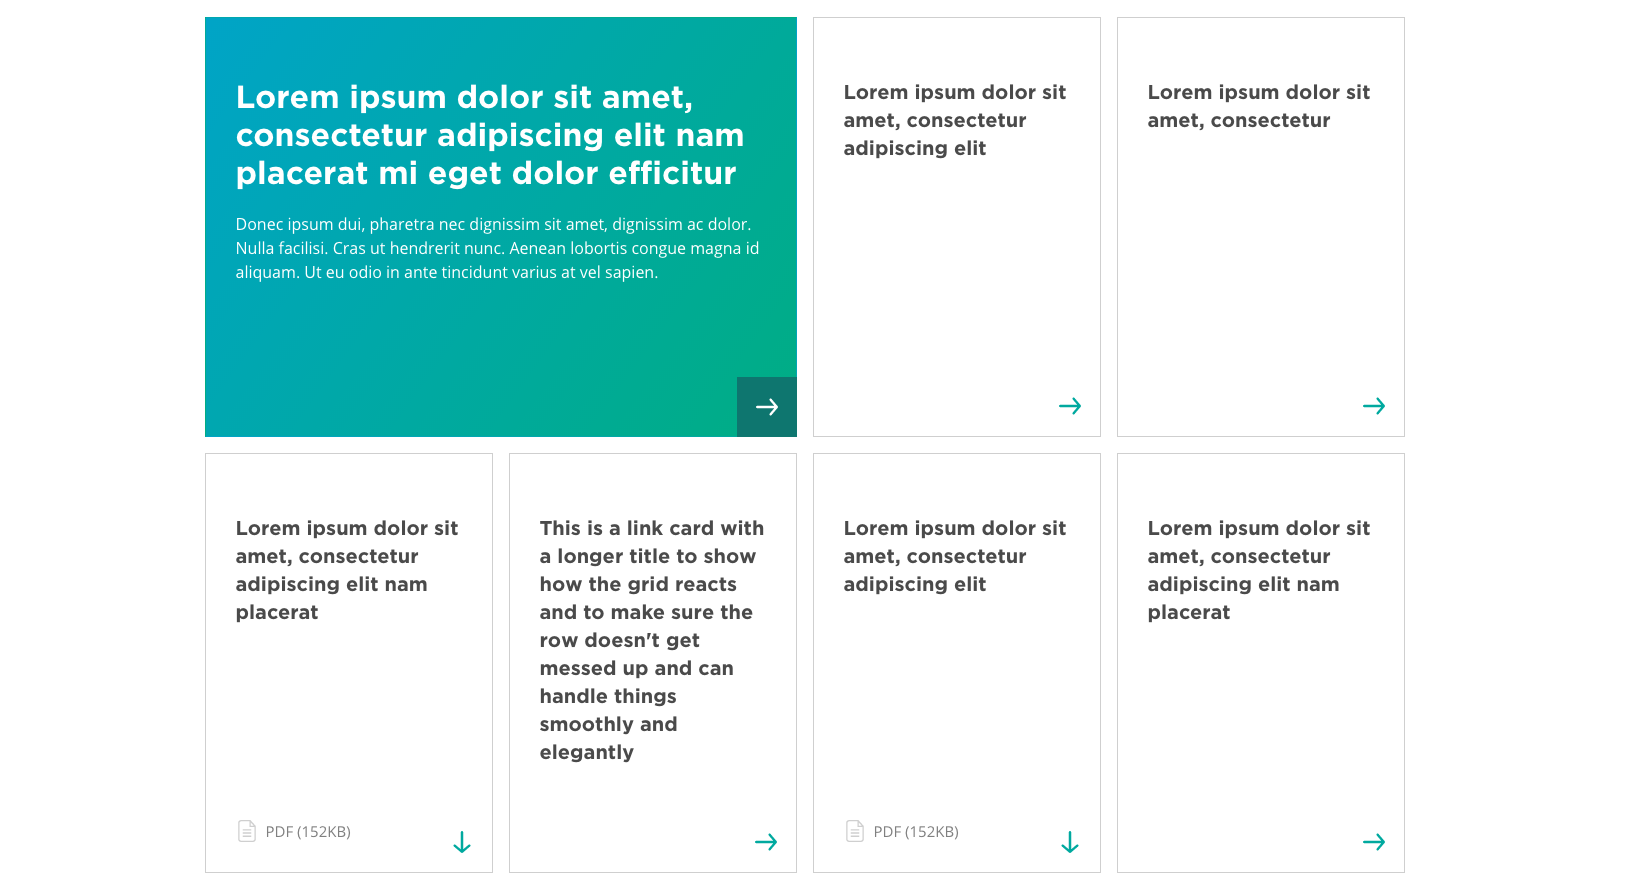 Lorem ipsum dolor sit amet,
consectetur adipiscing elit nam
placerat mi eget dolor efficitur
Donec ipsum dui, pharetra nec dignissim sit amet, dignissim ac dolor.
Nulla facilisi. Cras ut hendrerit nunc. Aenean lobortis congue magna id
aliquam. Ut eu odio in ante tincidunt varius at vel sapien.
Lorem ipsum dolor sit
amet, consectetur
adipiscing elit
Lorem ipsum dolor sit
amet, consectetur
Lorem ipsum dolor sit
amet, consectetur
adipiscing elit nam
placerat
PDF (152KB)
This is a link card with
a longer title to show
how the grid reacts
and to make sure the
row doesn't get
messed up and can
handle things
smoothly and
elegantly
Lorem ipsum dolor sit
amet, consectetur
adipiscing elit
PDF (152KB)
Lorem ipsum dolor sit
amet, consectetur
adipiscing elit nam
placerat